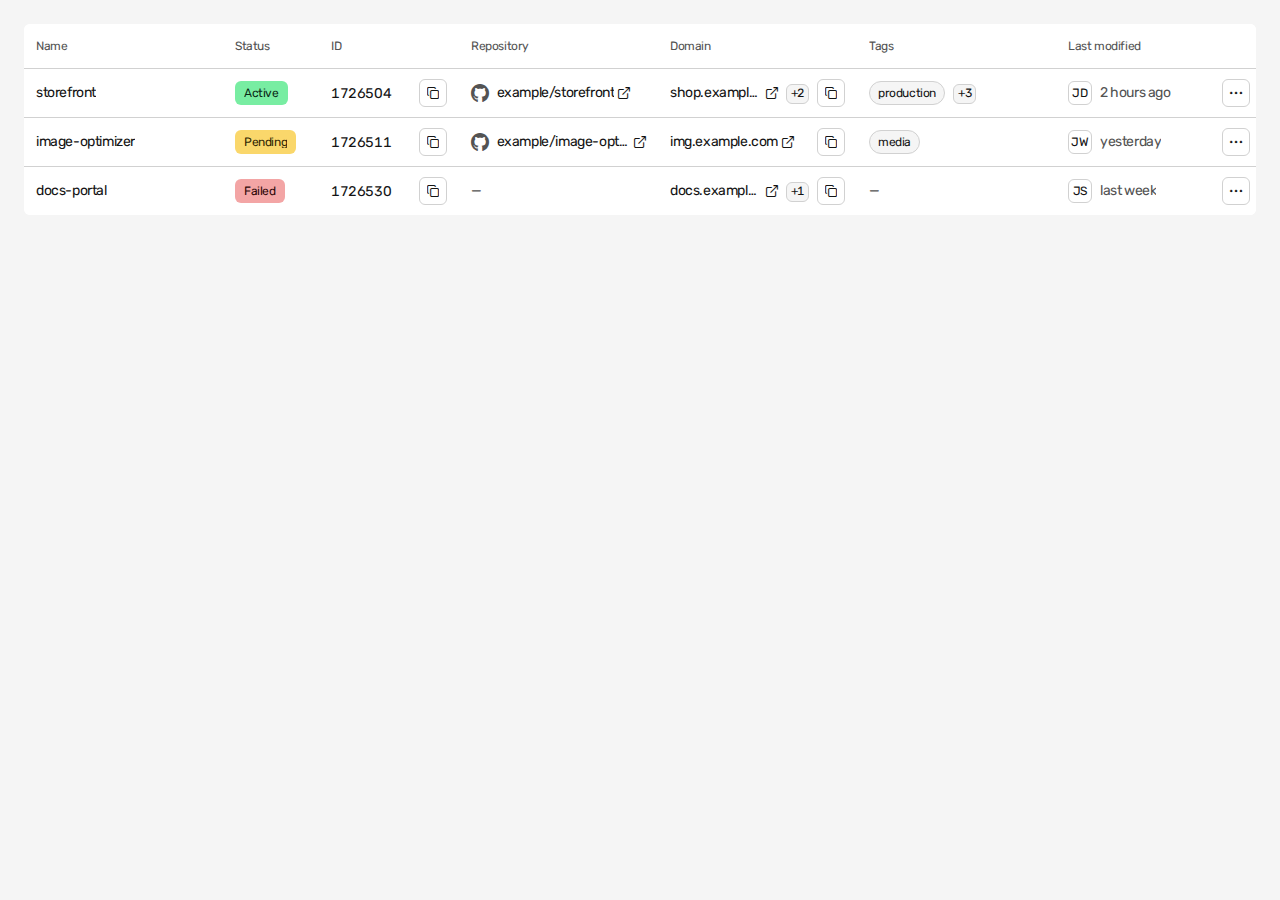 Name Status ID Repository Domain Tags Last modified
storefront Active 1726504 example/storefront shop.exampl... +2 production +3 JD 2 hours ago
image-optimizer Pending 1726511 example/image-opt... img.example.com media JW yesterday
docs-portal Failed 1726530 – docs.exampl... +1 – JS last week